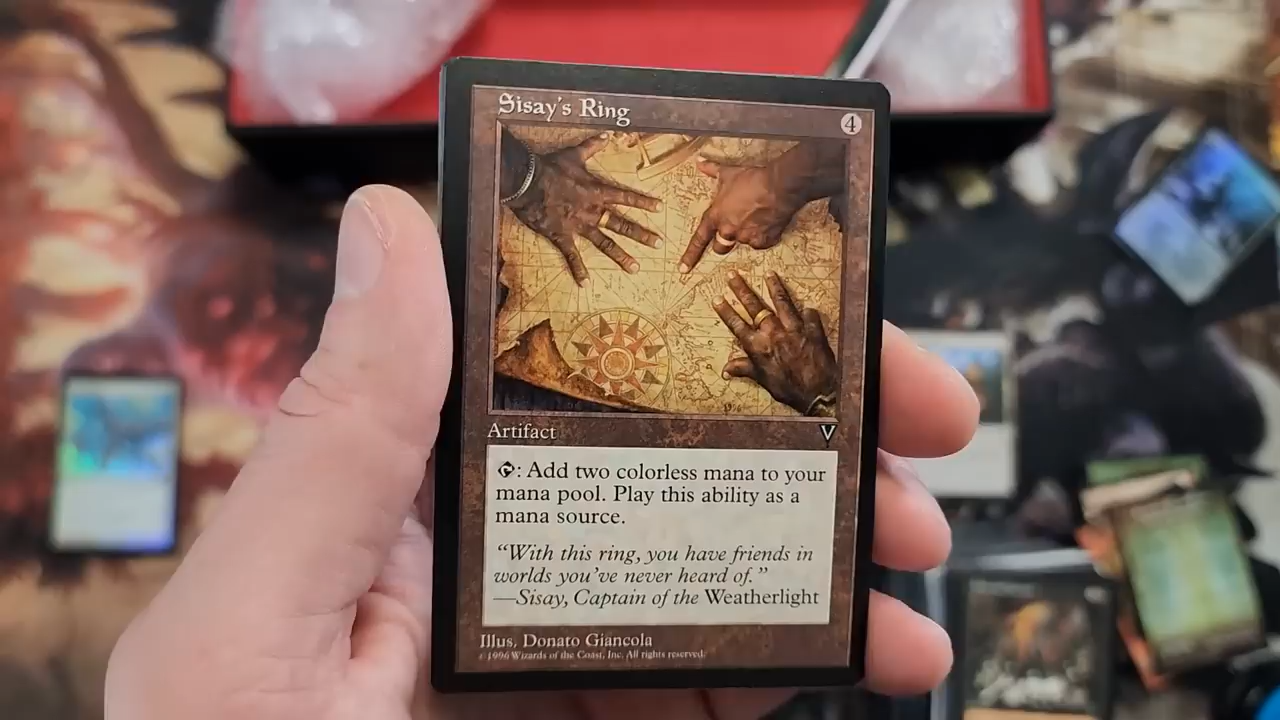 Sisay's Ring
4
Artifact
V
: Add two colorless mana to your
mana pool. Play this ability as a
mana source.
“With this ring, you have friends in
worlds you've never heard of.”
—Sisay, Captain of the Weatherlight
Illus. Donato Giancola
© 1996 Wizards of the Coast, Inc. All rights reserved.